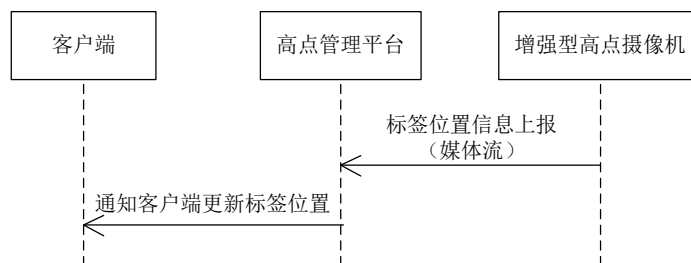 客户端
高点管理平台
增强型高点摄像机
标签位置信息上报
（媒体流）
通知客户端更新标签位置